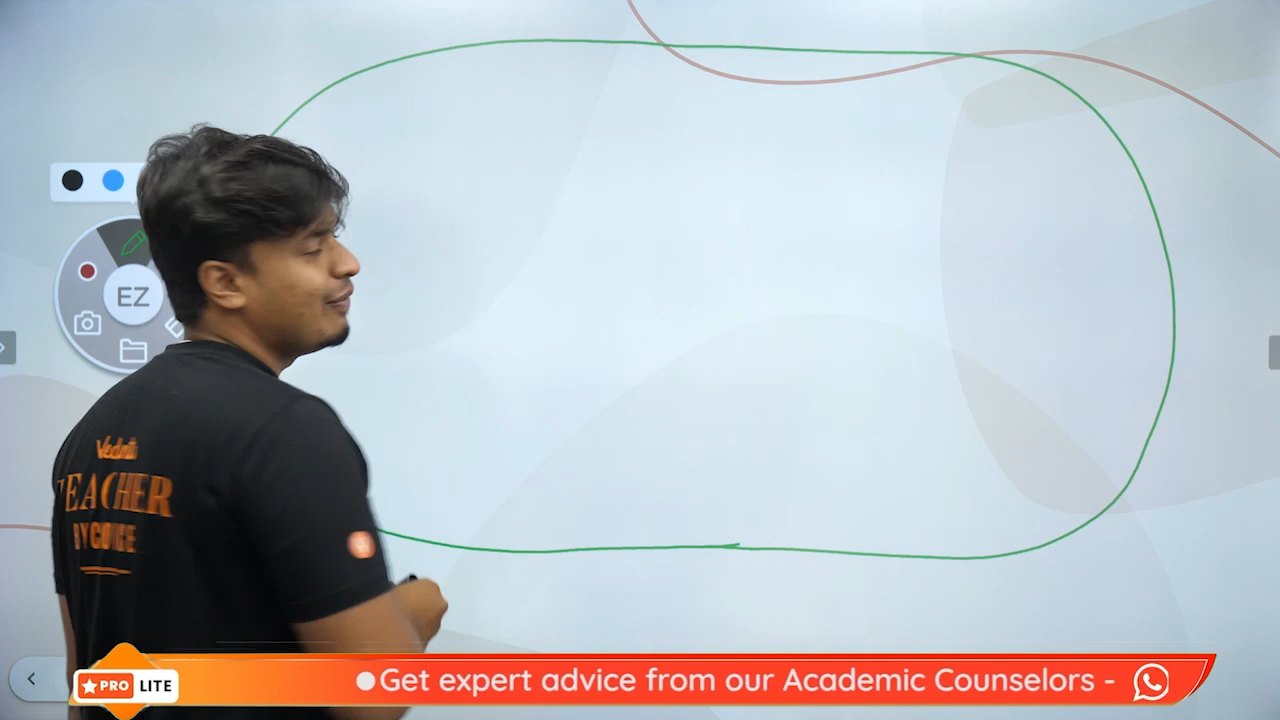 EZ
Vedantu
TEACHER
BY CHOICE
PRO LITE
Get expert advice from our Academic Counselors -